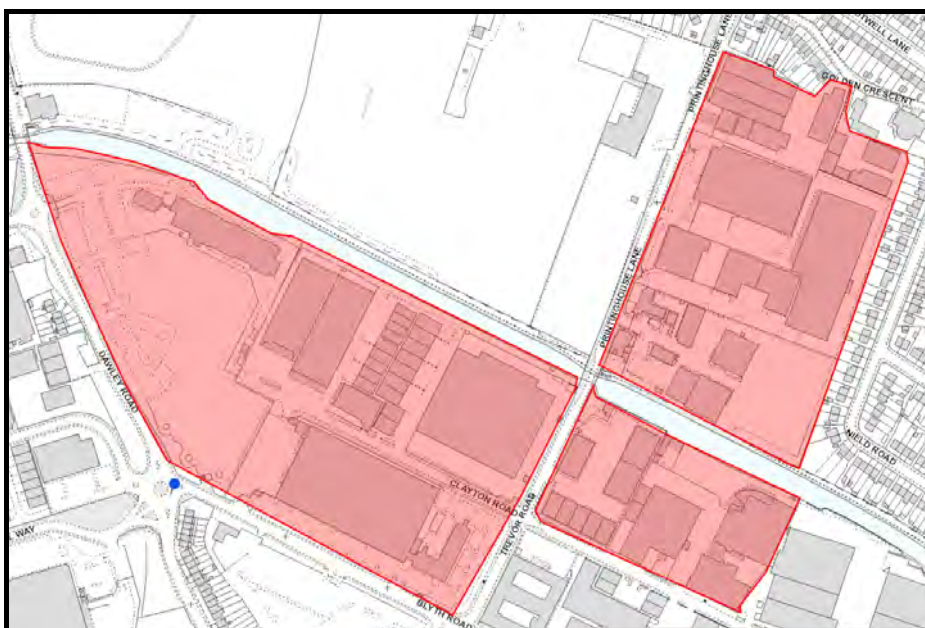 PRINTINGHOUSE LANE
GOLDEN CRESCENT
PRINTINGHOUSE LANE
DAWLEY ROAD
NIELD ROAD
CLAYTON ROAD
TREVOR ROAD
WAY
BLYTH ROAD